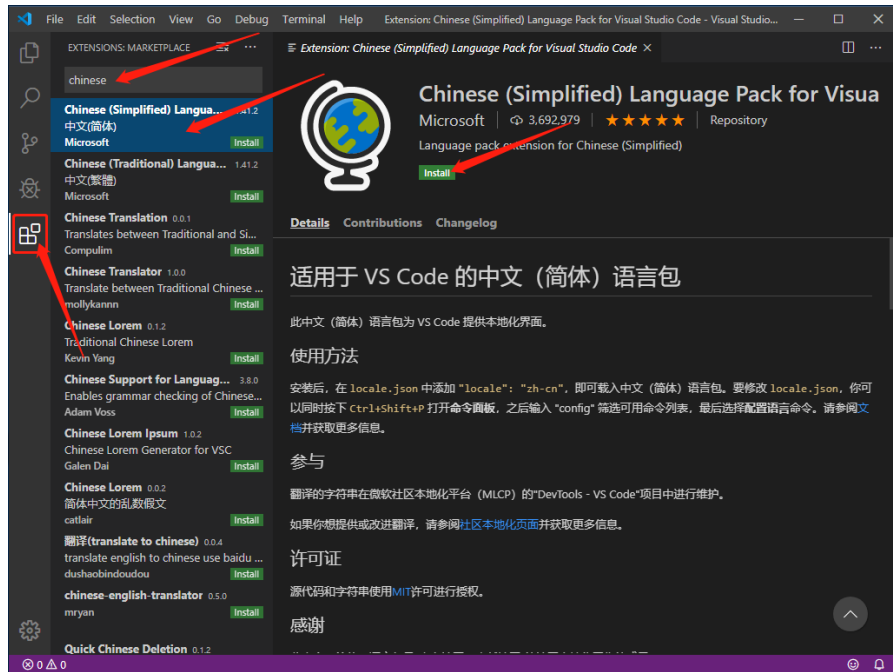 File Edit Selection View Go Debug Terminal Help Extension: Chinese (Simplified) Language Pack for Visual Studio Code - Visual Studio...
EXTENSIONS: MARKETPLACE
chinese
Chinese (Simplified) Langua... 1.41.2
中文(简体)
Microsoft Install
Chinese (Traditional) Langua... 1.41.2
中文(繁體)
Microsoft Install
Chinese Translation 0.0.1
Translates between Traditional and Si...
Compulim Install
Chinese Translator 1.0.0
Translate between Traditional Chinese ...
mollykannn Install
Chinese Lorem 0.1.2
Traditional Chinese Lorem
Kevin Yang Install
Chinese Support for Languag... 3.8.0
Enables grammar checking of Chinese...
Adam Voss Install
Chinese Lorem Ipsum 1.0.2
Chinese Lorem Generator for VSC
Galen Dai Install
Chinese Lorem 0.0.2
简体中文的乱数假文
catlair Install
翻译(translate to chinese) 0.0.4
translate english to chinese use baidu ...
dushaobindoudou Install
chinese-english-translator 0.5.0
mryan Install
Quick Chinese Deletion 0.1.2
Extension: Chinese (Simplified) Language Pack for Visual Studio Code
Chinese (Simplified) Language Pack for Visua
Microsoft 3,692,979 ★★★★★ Repository
Language pack extension for Chinese (Simplified)
Install
Details Contributions Changelog
适用于 VS Code 的中文（简体）语言包
此中文（简体）语言包为 VS Code 提供本地化界面。
使用方法
安装后，在 locale.json 中添加 "locale": "zh-cn"，即可载入中文（简体）语言包。要修改 locale.json，你可
以同时按下 Ctrl+Shift+P 打开命令面板，之后输入 "config" 筛选可用命令列表，最后选择配置语言命令。请参阅文
档并获取更多信息。
参与
翻译的字符串在微软社区本地化平台（MLCP）的"DevTools - VS Code"项目中进行维护。
如果你想提供或改进翻译，请参阅社区本地化页面并获取更多信息。
许可证
源代码和字符串使用MIT许可进行授权。
感谢
0 0